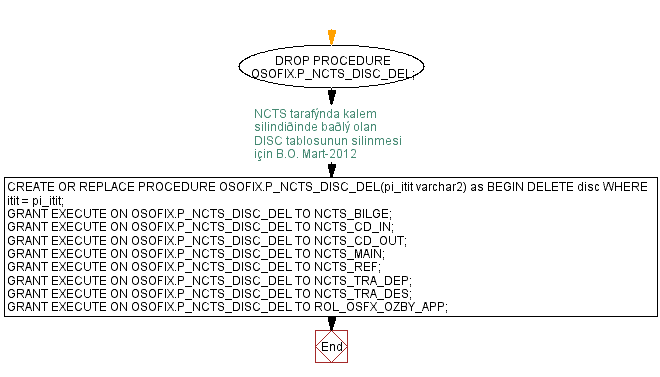 DROP PROCEDURE
OSOFIX.P_NCTS_DISC_DEL;
NCTS tarafýnda kalem
silindiðinde baðlý olan
DISC tablosunun silinmesi
için B.O. Mart-2012
CREATE OR REPLACE PROCEDURE OSOFIX.P_NCTS_DISC_DEL(pi_itit varchar2) as BEGIN DELETE disc WHERE
itit = pi_itit;
GRANT EXECUTE ON OSOFIX.P_NCTS_DISC_DEL TO NCTS_BILGE;
GRANT EXECUTE ON OSOFIX.P_NCTS_DISC_DEL TO NCTS_CD_IN;
GRANT EXECUTE ON OSOFIX.P_NCTS_DISC_DEL TO NCTS_CD_OUT;
GRANT EXECUTE ON OSOFIX.P_NCTS_DISC_DEL TO NCTS_MAIN;
GRANT EXECUTE ON OSOFIX.P_NCTS_DISC_DEL TO NCTS_REF;
GRANT EXECUTE ON OSOFIX.P_NCTS_DISC_DEL TO NCTS_TRA_DEP;
GRANT EXECUTE ON OSOFIX.P_NCTS_DISC_DEL TO NCTS_TRA_DES;
GRANT EXECUTE ON OSOFIX.P_NCTS_DISC_DEL TO ROL_OSFX_OZBY_APP;
End